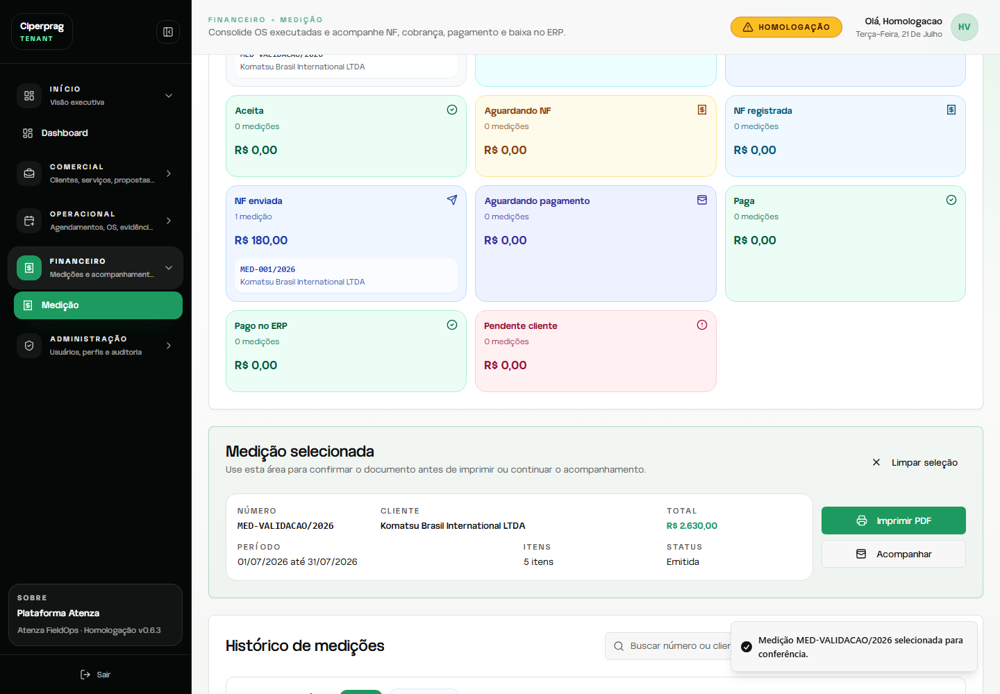 Ciperprag
TENANT
INÍCIO
Visão executiva
Dashboard
COMERCIAL
Clientes, serviços, propostas...
OPERACIONAL
Agendamentos, OS, evidênci...
FINANCEIRO
Medições e acompanhament...
Medição
ADMINISTRAÇÃO
Usuários, perfis e auditoria
SOBRE
Plataforma Atenza
Atenza FieldOps · Homologação v0.6.3
Sair
FINANCEIRO • MEDIÇÃO
Consolide OS executadas e acompanhe NF, cobrança, pagamento e baixa no ERP.
HOMOLOGAÇÃO
Olá, Homologacao
Terça-Feira, 21 De Julho
HV
MED-VALIDACAO/2026
Komatsu Brasil International LTDA
Aceita
0 medições
R$ 0,00
Aguardando NF
0 medições
R$ 0,00
NF registrada
0 medições
R$ 0,00
NF enviada
1 medição
R$ 180,00
MED-001/2026
Komatsu Brasil International LTDA
Aguardando pagamento
0 medições
R$ 0,00
Paga
0 medições
R$ 0,00
Pago no ERP
0 medições
R$ 0,00
Pendente cliente
0 medições
R$ 0,00
Medição selecionada
Use esta área para confirmar o documento antes de imprimir ou continuar o acompanhamento.
Limpar seleção
NÚMERO
MED-VALIDACAO/2026
CLIENTE
Komatsu Brasil International LTDA
TOTAL
R$ 2.630,00
PERÍODO
01/07/2026 até 31/07/2026
ITENS
5 itens
STATUS
Emitida
Imprimir PDF
Acompanhar
Histórico de medições
Buscar número ou clier
Medição MED-VALIDACAO/2026 selecionada para
conferência.